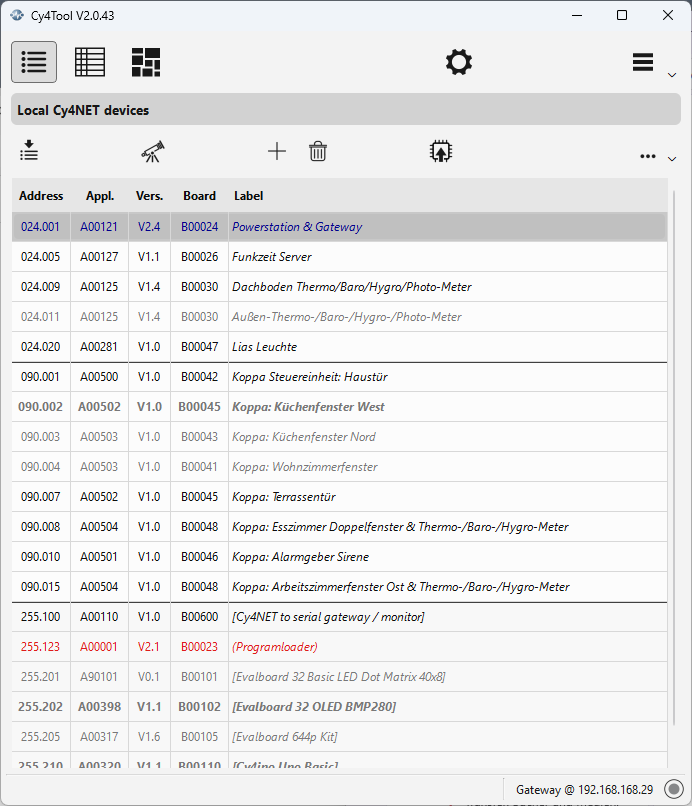 Cy4Tool V2.0.43
Local Cy4NET devices
Address Appl. Vers. Board Label
024.001 A00121 V2.4 B00024 Powerstation & Gateway
024.005 A00127 V1.1 B00026 Funkzeit Server
024.009 A00125 V1.4 B00030 Dachboden Thermo/Baro/Hygro/Photo-Meter
024.011 A00125 V1.4 B00030 Außen-Thermo-/Baro-/Hygro-/Photo-Meter
024.020 A00281 V1.0 B00047 Lias Leuchte
090.001 A00500 V1.0 B00042 Koppa Steuereinheit: Haustür
090.002 A00502 V1.0 B00045 Koppa: Küchenfenster West
090.003 A00503 V1.0 B00043 Koppa: Küchenfenster Nord
090.004 A00503 V1.0 B00041 Koppa: Wohnzimmerfenster
090.007 A00502 V1.0 B00045 Koppa: Terrassentür
090.008 A00504 V1.0 B00048 Koppa: Esszimmer Doppelfenster & Thermo-/Baro-/Hygro-Meter
090.010 A00501 V1.0 B00046 Koppa: Alarmgeber Sirene
090.015 A00504 V1.0 B00048 Koppa: Arbeitszimmerfenster Ost & Thermo-/Baro-/Hygro-Meter
255.100 A00110 V1.0 B00600 [Cy4NET to serial gateway / monitor]
255.123 A00001 V2.1 B00023 (Programloader)
255.201 A90101 V0.1 B00101 [Evalboard 32 Basic LED Dot Matrix 40x8]
255.202 A00398 V1.1 B00102 [Evalboard 32 OLED BMP280]
255.205 A00317 V1.6 B00105 [Evalboard 644p Kit]
255.210 A00320 V1.1 B00110 [Cy4ino Uno Basic]
Gateway @ 192.168.168.29